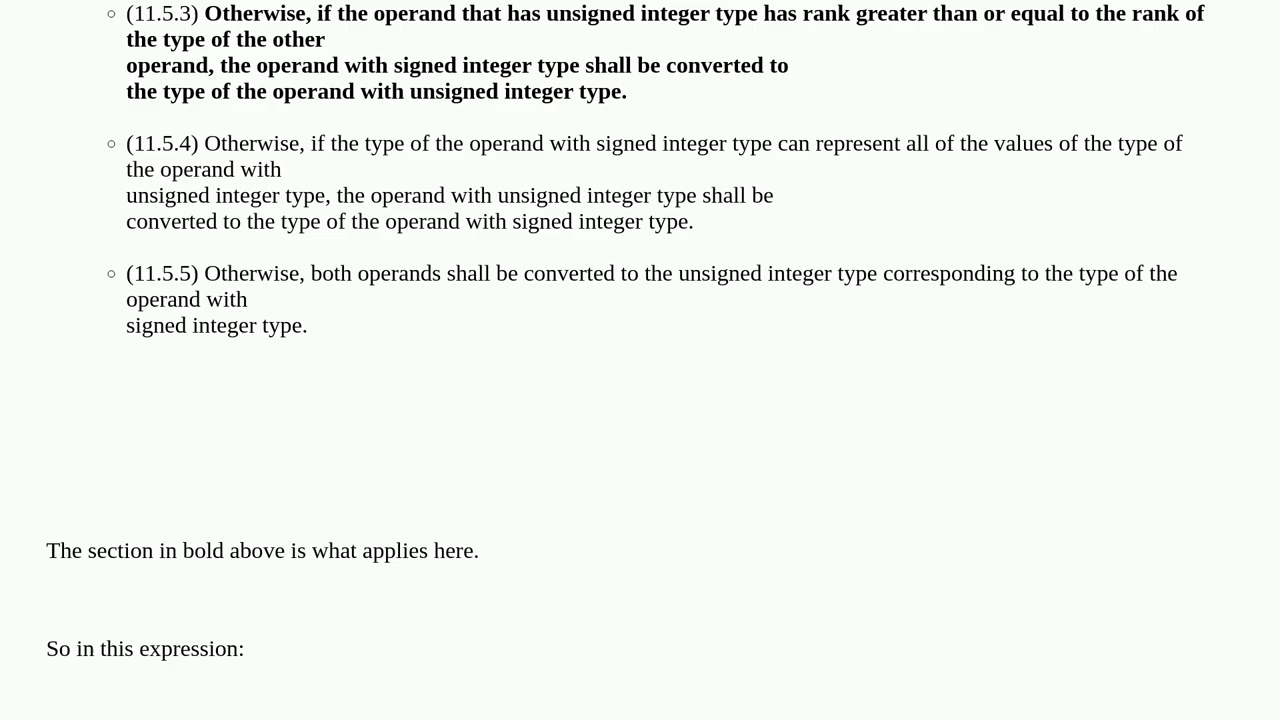 (11.5.3) Otherwise, if the operand that has unsigned integer type has rank greater than or equal to the rank of
the type of the other
operand, the operand with signed integer type shall be converted to
the type of the operand with unsigned integer type.
(11.5.4) Otherwise, if the type of the operand with signed integer type can represent all of the values of the type of
the operand with
unsigned integer type, the operand with unsigned integer type shall be
converted to the type of the operand with signed integer type.
(11.5.5) Otherwise, both operands shall be converted to the unsigned integer type corresponding to the type of the
operand with
signed integer type.
The section in bold above is what applies here.
So in this expression: